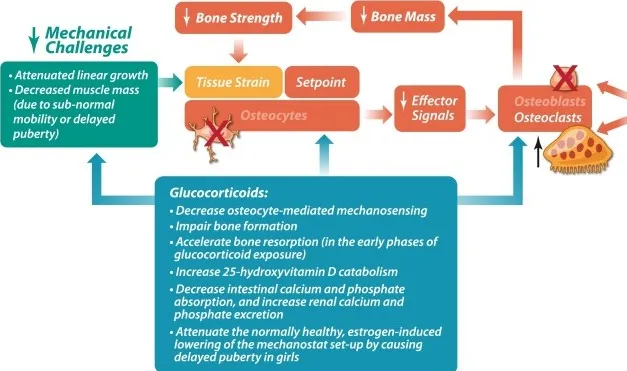 Mechanical
Challenges
• Attenuated linear growth
• Decreased muscle mass
(due to sub-normal
mobility or delayed
puberty)
Bone Strength
Bone Mass
Tissue Strain
Setpoint
Osteocytes
Effector
Signals
Osteoblasts
Osteoclasts
Glucocorticoids:
• Decrease osteocyte-mediated mechanosensing
• Impair bone formation
• Accelerate bone resorption (in the early phases of
glucocorticoid exposure)
• Increase 25-hydroxyvitamin D catabolism
• Decrease intestinal calcium and phosphate
absorption, and increase renal calcium and
phosphate excretion
• Attenuate the normally healthy, estrogen-induced
lowering of the mechanostat set-up by causing
delayed puberty in girls